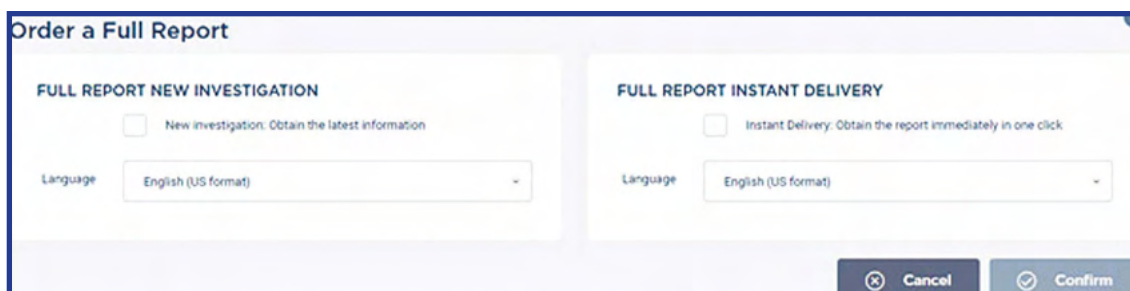 Order a Full Report
FULL REPORT NEW INVESTIGATION
New investigation: Obtain the latest information
Language
English (US format)
FULL REPORT INSTANT DELIVERY
Instant Delivery: Obtain the report immediately in one click
Language
English (US format)
Cancel
Confirm